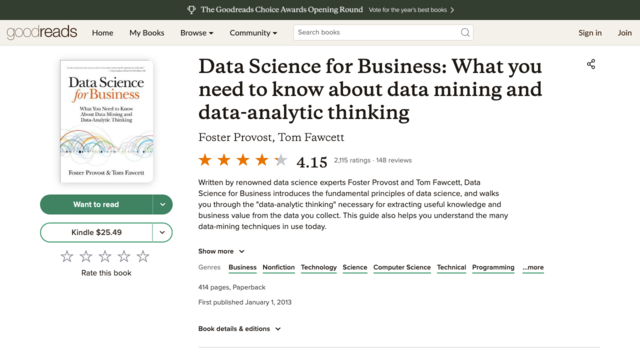 The Goodreads Choice Awards Opening Round Vote for the year's best books
goodreads Home My Books Browse Community Search books Sign in Join
Data Science for Business: What you
need to know about data mining and
data-analytic thinking
Foster Provost, Tom Fawcett
4.15 2,115 ratings · 148 reviews
Written by renowned data science experts Foster Provost and Tom Fawcett, Data
Science for Business introduces the fundamental principles of data science, and walks
you through the "data-analytic thinking" necessary for extracting useful knowledge and
business value from the data you collect. This guide also helps you understand the many
data-mining techniques in use today.
Show more
Genres Business Nonfiction Technology Science Computer Science Technical Programming ...more
414 pages, Paperback
First published January 1, 2013
Book details & editions
Data Science
for Business
What You Need to Know
About Data Mining and
Data-Analytic Thinking
Foster Provost & Tom Fawcett
Want to read
Kindle $25.49
Rate this book